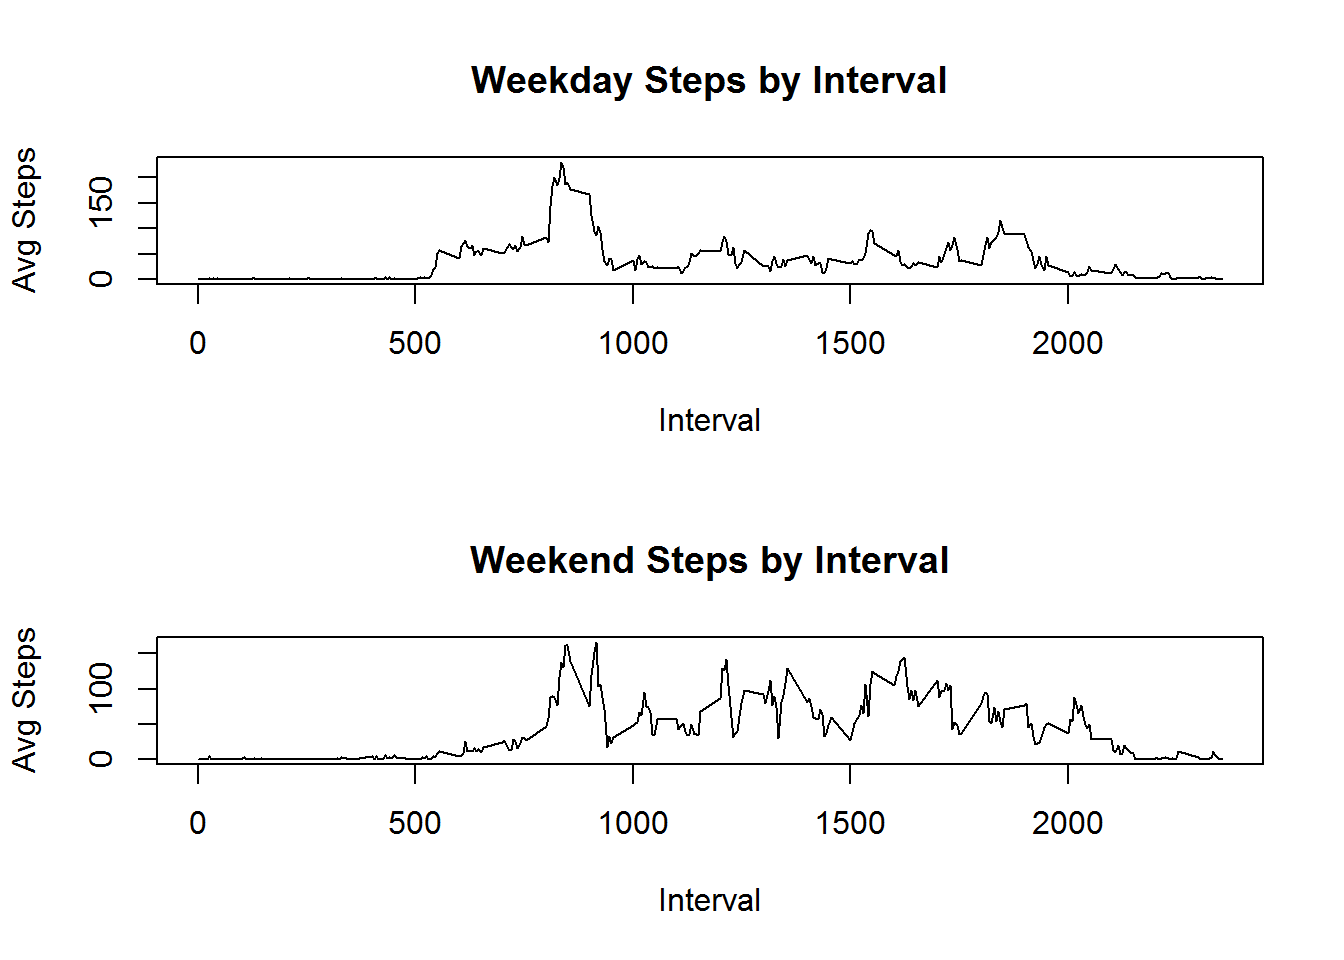 Weekday Steps by Interval
Avg Steps
0 150
0 500 1000 1500 2000
Interval
Weekend Steps by Interval
Avg Steps
0 100
0 500 1000 1500 2000
Interval